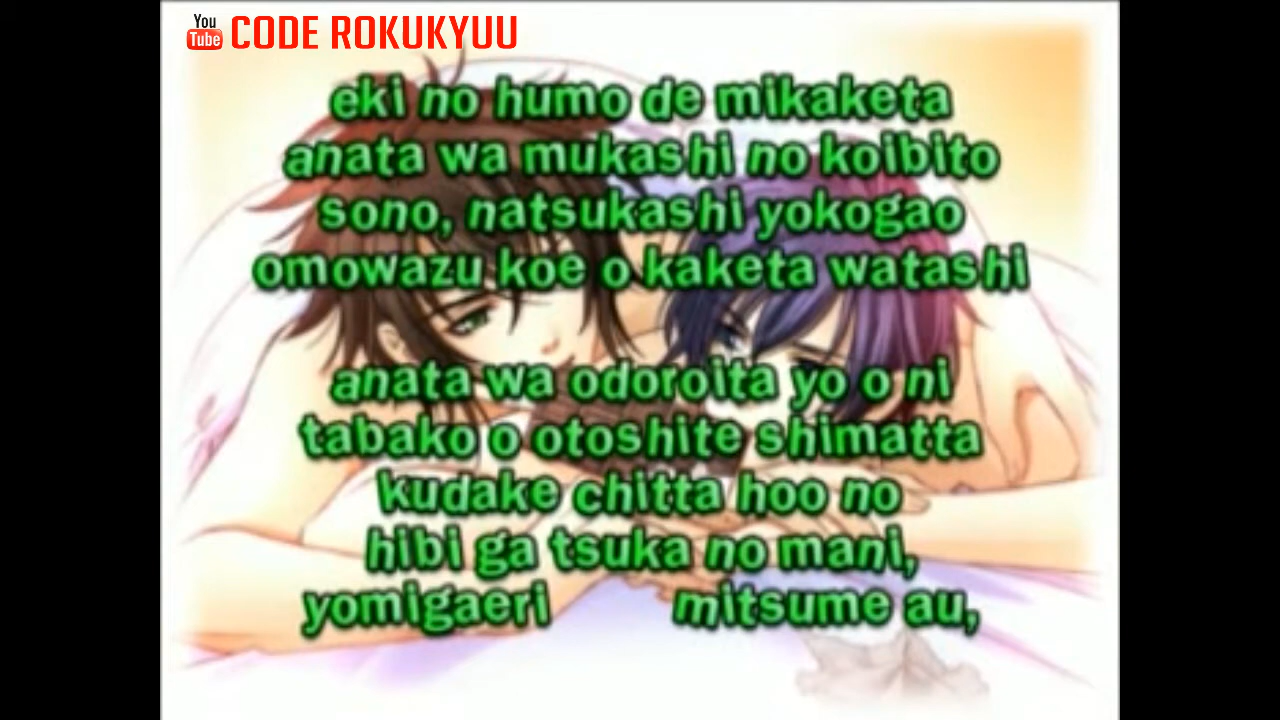 You Tube CODE ROKUKYUU
eki no humo de mikaketa
anata wa mukashi no koibito
sono, natsukashi yokogao
omowazu koe o kaketa watashi
anata wa odoroita yo o ni
tabako o otoshite shimatta
kudake chitta hoo no
hibi ga tsuka no mani,
yomigaeri mitsume au,